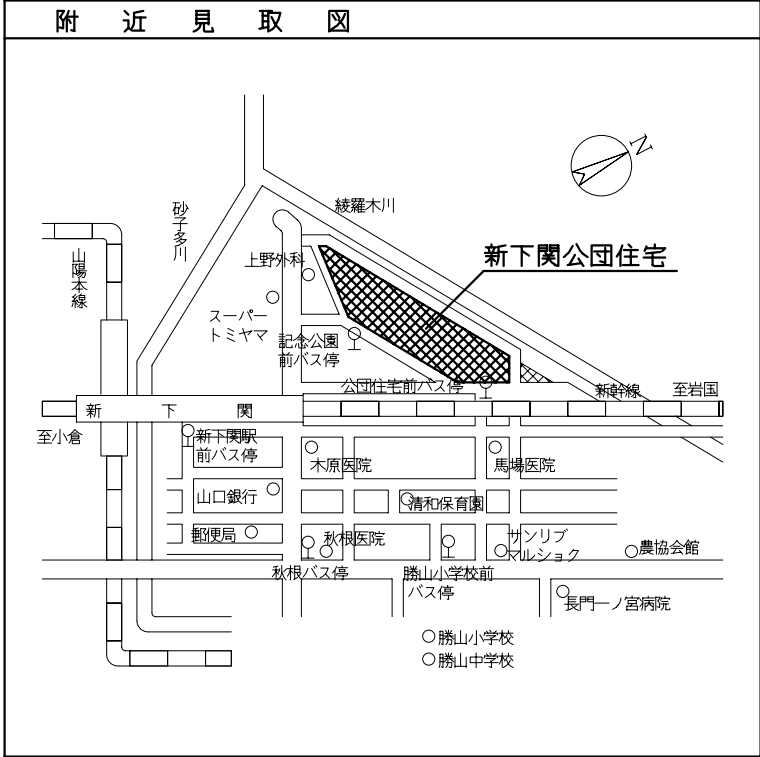 附近見取図
N
綾羅木川
砂子多川
山陽本線
新下関公団住宅
上野外科
スーパー
トミヤマ
記念公園
前バス停
公団住宅前バス停
新幹線
至岩国
新下関
至小倉
新下関駅
前バス停
木原医院
馬場医院
山口銀行
清和保育園
郵便局
秋根医院
サンリブ
マルショク
農協会館
秋根バス停
勝山小学校前
バス停
長門一ノ宮病院
勝山小学校
勝山中学校